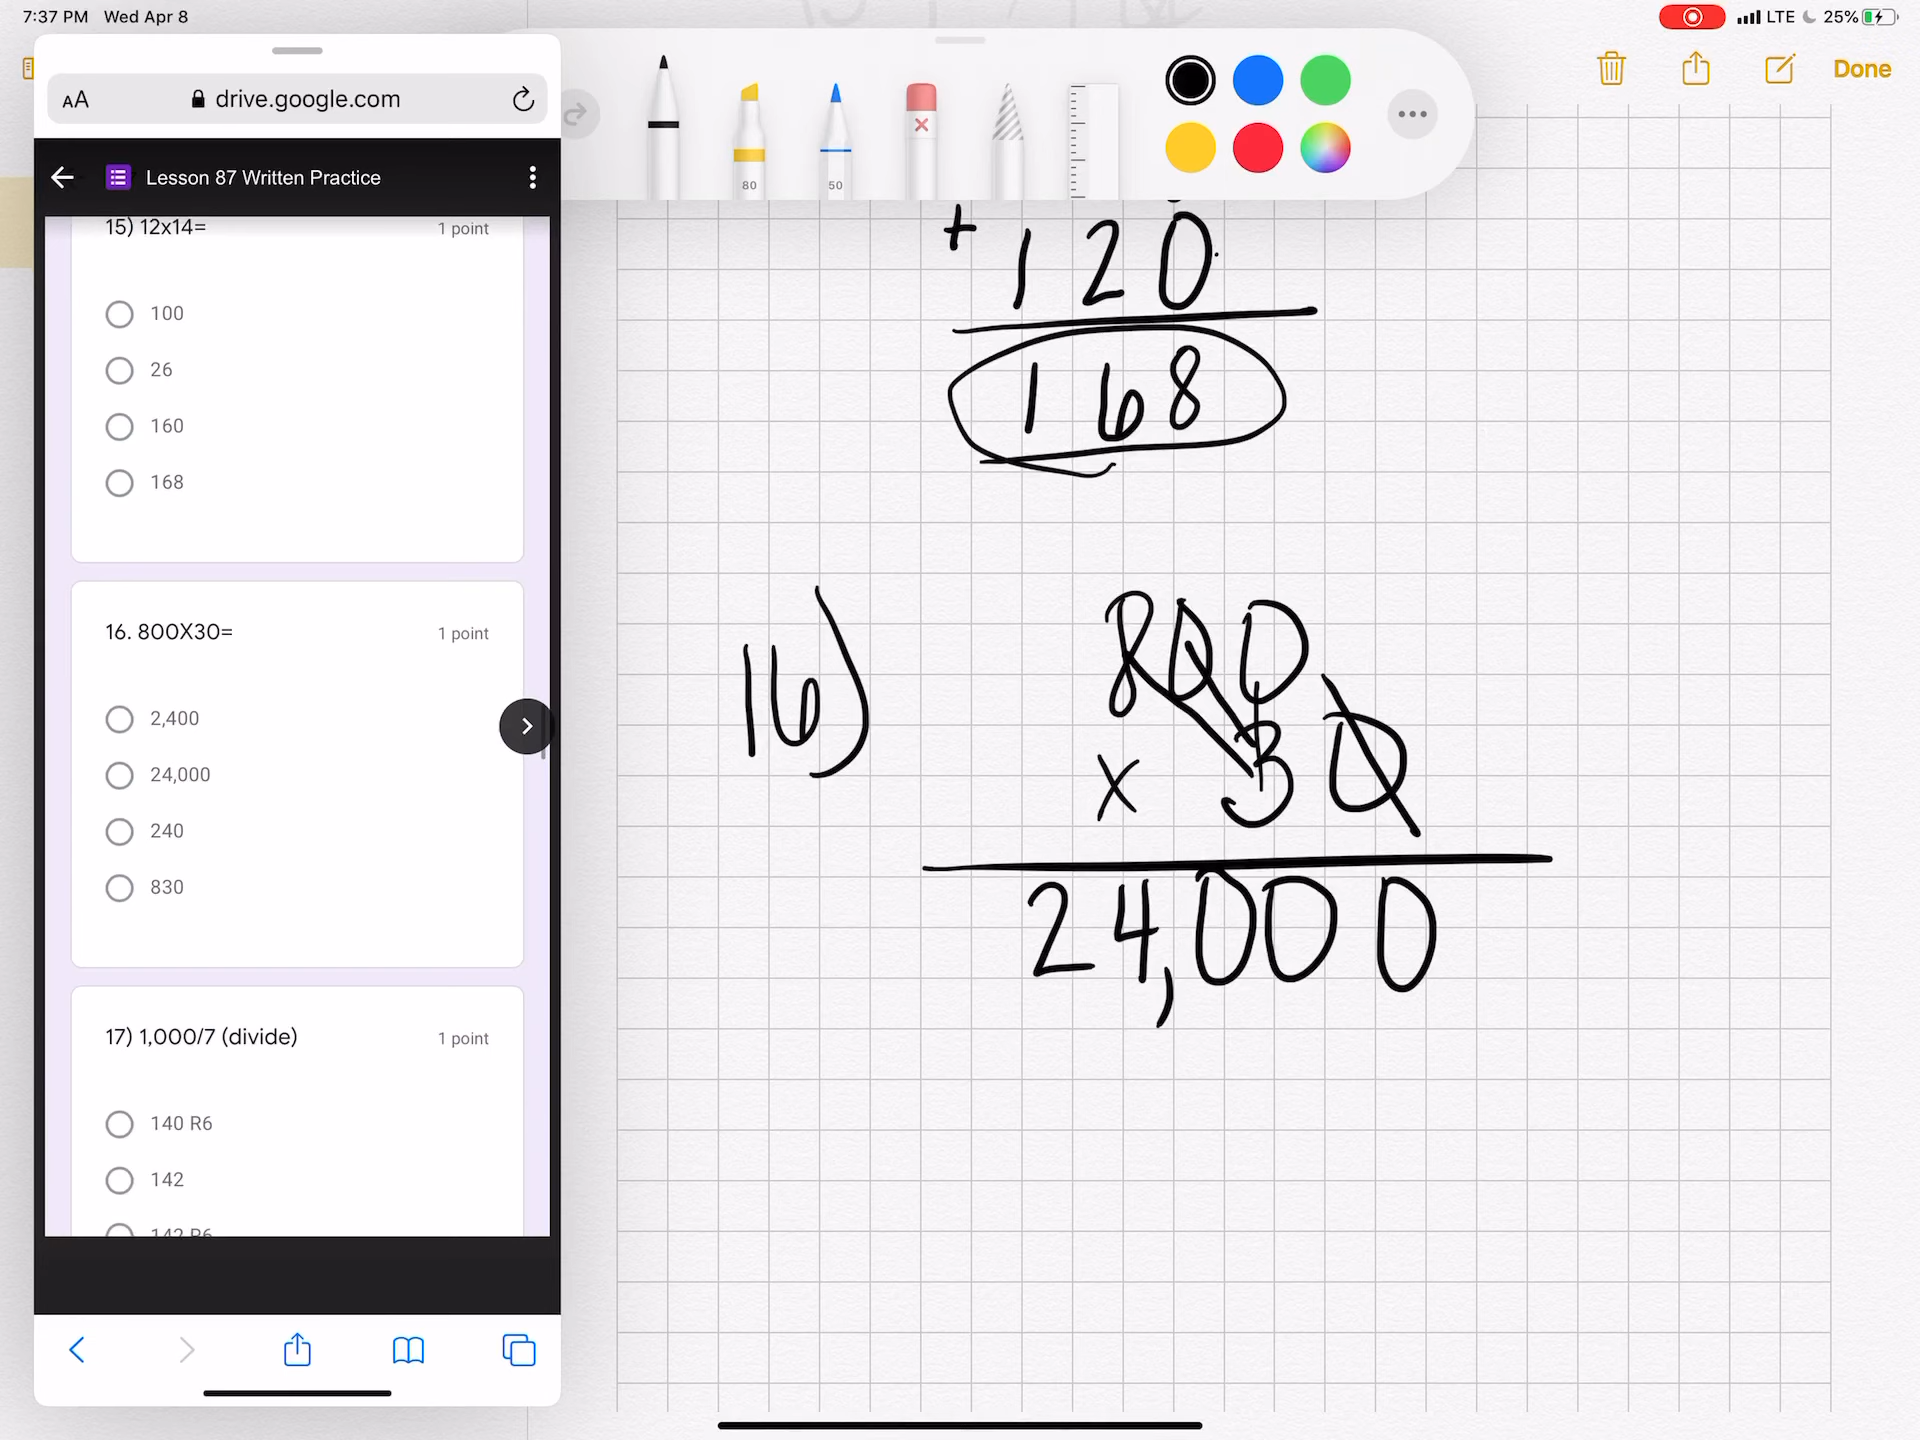 7:37 PM Wed Apr 8
LTE 25%
AA drive.google.com
80
50
Done
Lesson 87 Written Practice
15) 12x14= 1 point
100
26
160
168
16. 800X30= 1 point
2,400
24,000
240
830
17) 1,000/7 (divide) 1 point
140 R6
142
142 R6
+ 120
168
16) 800
x 30
24,000